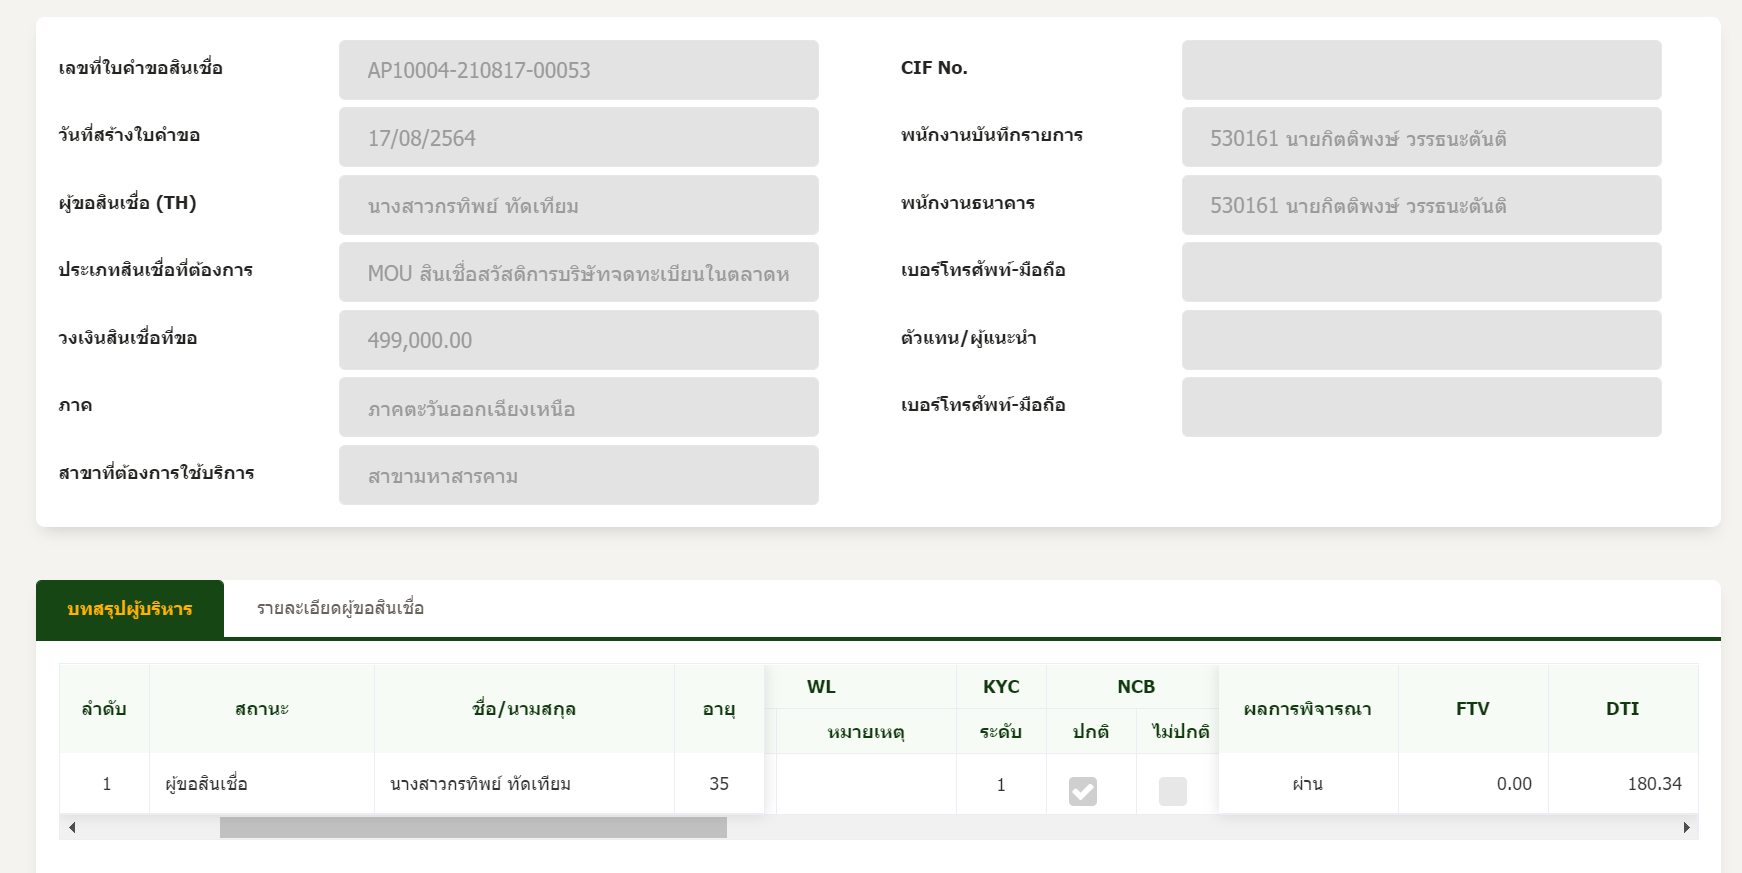 เลขที่ใบคำขอสินเชื่อ AP10004-210817-00053 CIF No.
วันที่สร้างใบคำขอ 17/08/2564 พนักงานบันทึกรายการ 530161 นายกิตติพงษ์ วรรธนะตันติ
ผู้ขอสินเชื่อ (TH) นางสาวกรทิพย์ ทัดเทียม พนักงานธนาคาร 530161 นายกิตติพงษ์ วรรธนะตันติ
ประเภทสินเชื่อที่ต้องการ MOU สินเชื่อสวัสดิการบริษัทจดทะเบียนในตลาดห เบอร์โทรศัพท์-มือถือ
วงเงินสินเชื่อที่ขอ 499,000.00 ตัวแทน/ผู้แนะนำ
ภาค ภาคตะวันออกเฉียงเหนือ เบอร์โทรศัพท์-มือถือ
สาขาที่ต้องการใช้บริการ สาขามหาสารคาม
บทสรุปผู้บริหาร รายละเอียดผู้ขอสินเชื่อ
WL KYC NCB
ลำดับ สถานะ ชื่อ/นามสกุล อายุ ผลการพิจารณา FTV DTI
หมายเหตุ ระดับ ปกติ ไม่ปกติ
1 ผู้ขอสินเชื่อ นางสาวกรทิพย์ ทัดเทียม 35 1 ผ่าน 0.00 180.34